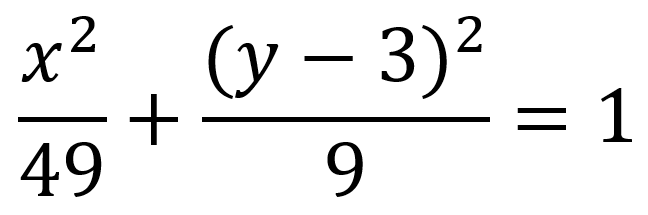 x²/49 + (y − 3)²/9 = 1